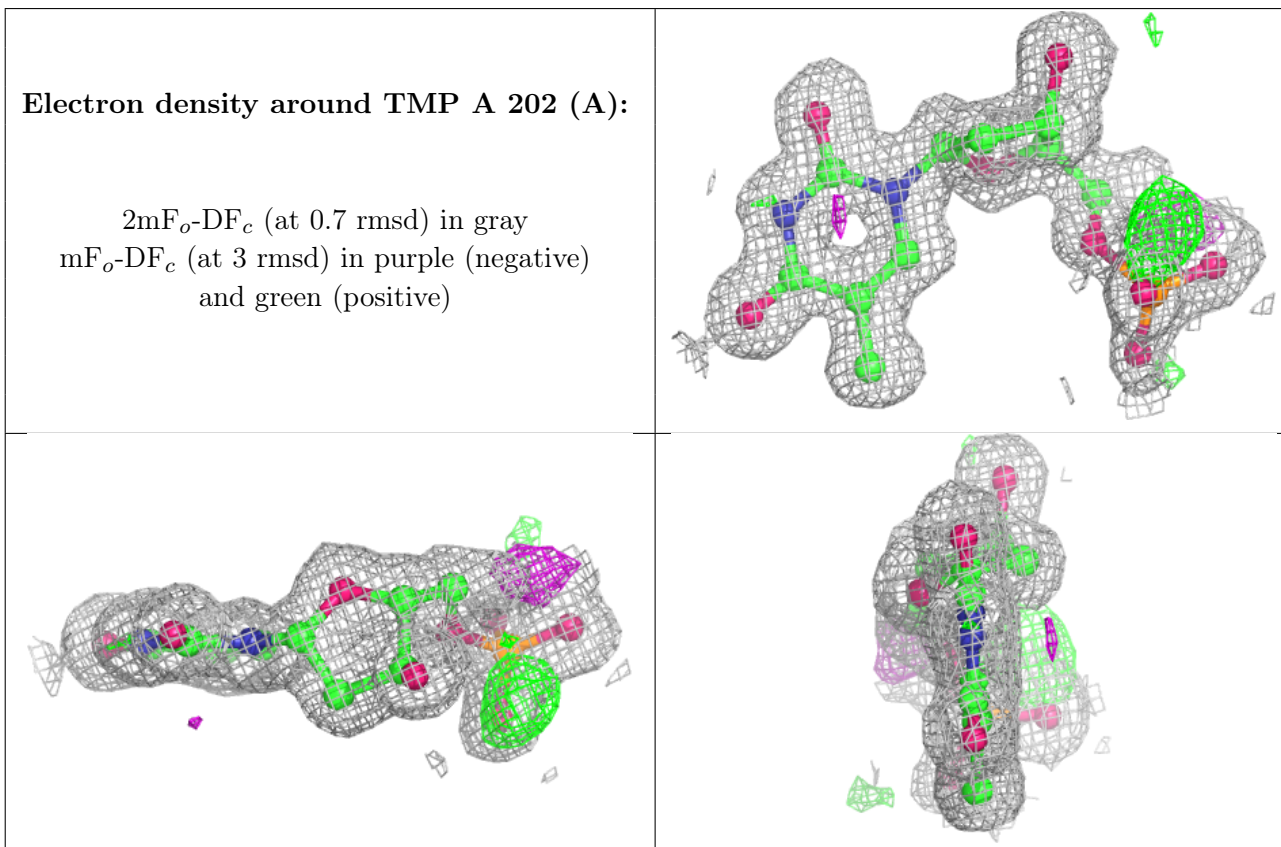 Electron density around TMP A 202 (A):
2mFo-DFc (at 0.7 rmsd) in gray
mFo-DFc (at 3 rmsd) in purple (negative)
and green (positive)